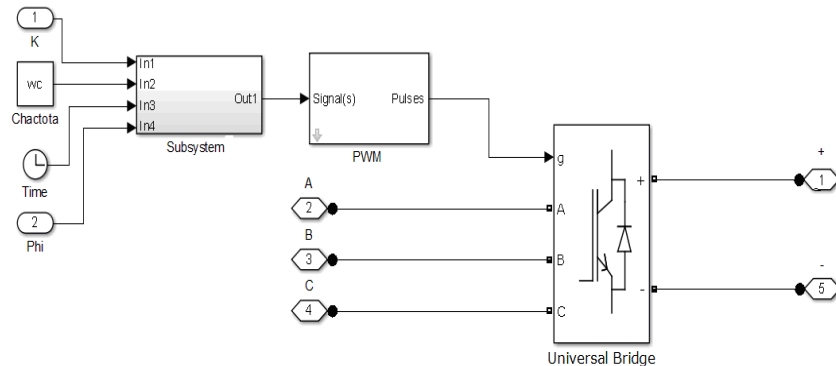 1
K
wc
Chactota
Time
2
Phi
In1
In2
In3
In4
Out1
Subsystem
Signal(s) Pulses
PWM
A
2
B
3
C
4
g
A
B
C
+
-
Universal Bridge
+
1
-
5